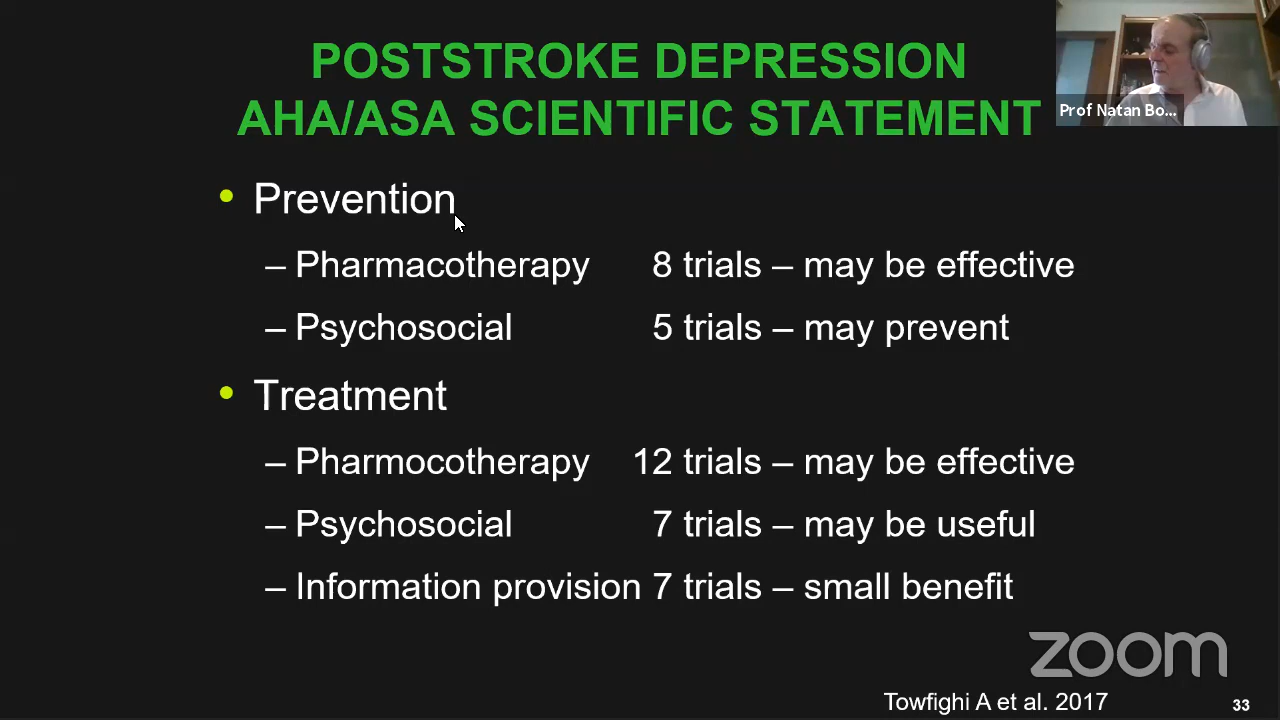 POSTSTROKE DEPRESSION
AHA/ASA SCIENTIFIC STATEMENT
Prof Natan Bo...
• Prevention
– Pharmacotherapy 8 trials – may be effective
– Psychosocial 5 trials – may prevent
• Treatment
– Pharmocotherapy 12 trials – may be effective
– Psychosocial 7 trials – may be useful
– Information provision 7 trials – small benefit
zoom
Towfighi A et al. 2017
33